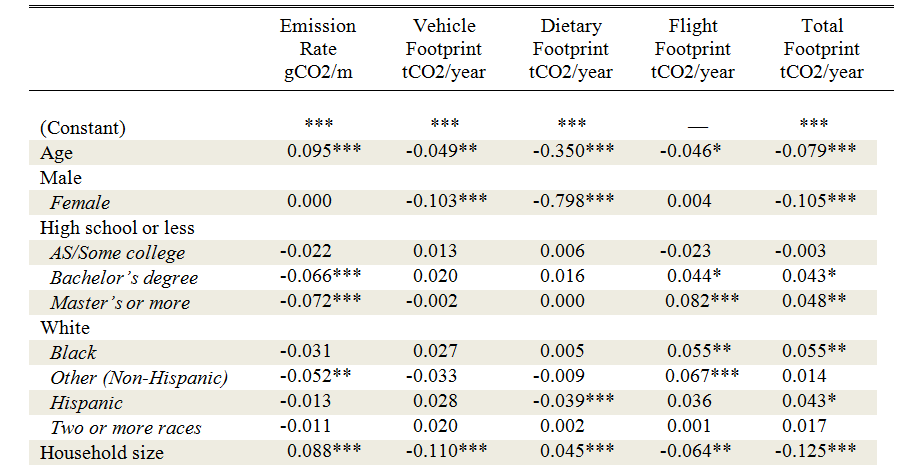 Emission Rate gCO2/m Vehicle Footprint tCO2/year Dietary Footprint tCO2/year Flight Footprint tCO2/year Total Footprint tCO2/year
(Constant) *** *** *** — ***
Age 0.095*** -0.049** -0.350*** -0.046* -0.079***
Male
Female 0.000 -0.103*** -0.798*** 0.004 -0.105***
High school or less
AS/Some college -0.022 0.013 0.006 -0.023 -0.003
Bachelor’s degree -0.066*** 0.020 0.016 0.044* 0.043*
Master’s or more -0.072*** -0.002 0.000 0.082*** 0.048**
White
Black -0.031 0.027 0.005 0.055** 0.055**
Other (Non-Hispanic) -0.052** -0.033 -0.009 0.067*** 0.014
Hispanic -0.013 0.028 -0.039*** 0.036 0.043*
Two or more races -0.011 0.020 0.002 0.001 0.017
Household size 0.088*** -0.110*** 0.045*** -0.064** -0.125***